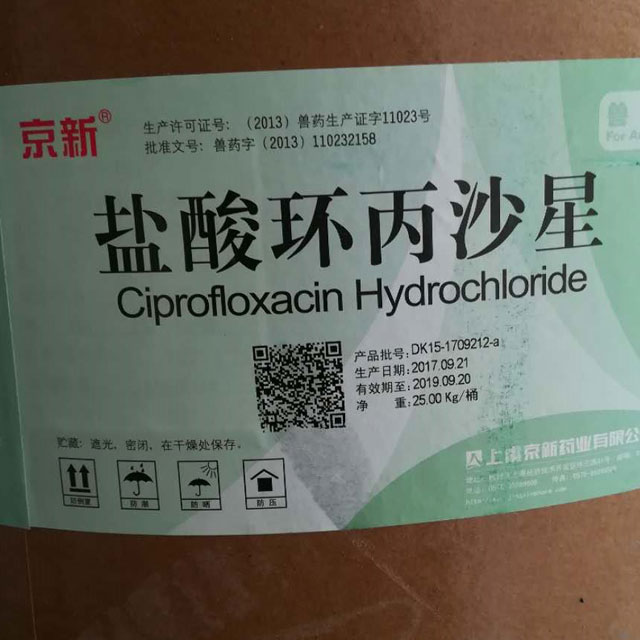 京新®
生产许可证号:（2013）兽药生产证字11023号
批准文号: 兽药字（2013）110232158
For A
盐酸环丙沙星
Ciprofloxacin Hydrochloride
产品批号: DK15-1709212-a
生产日期: 2017.09.21
有效期至: 2019.09.20
净 重: 25.00 Kg/桶
贮藏: 遮光, 密闭, 在干燥处保存。
防潮
防晒
防压
上虞京新药业有限公